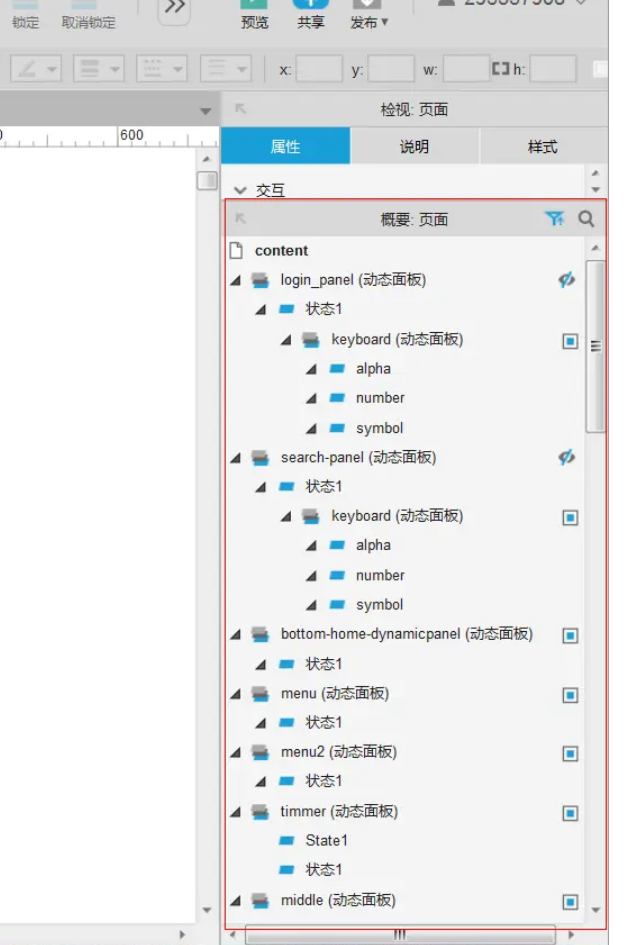 锁定 取消锁定 预览 共享 发布
x: y: w: h:
检视: 页面
600
属性 说明 样式
交互
概要: 页面
content
login_panel (动态面板)
状态1
keyboard (动态面板)
alpha
number
symbol
search-panel (动态面板)
状态1
keyboard (动态面板)
alpha
number
symbol
bottom-home-dynamicpanel (动态面板)
状态1
menu (动态面板)
状态1
menu2 (动态面板)
状态1
timmer (动态面板)
State1
状态1
middle (动态面板)